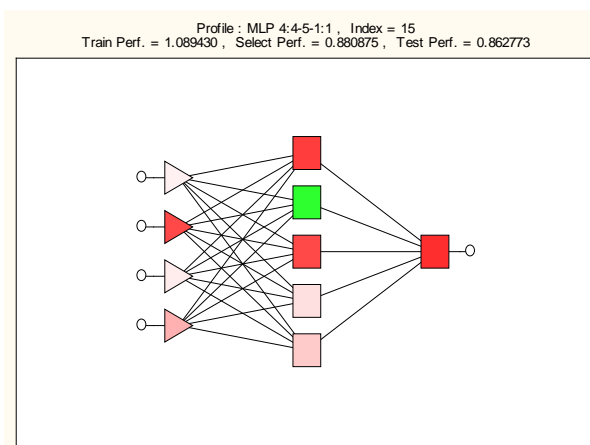 Profile : MLP 4:4-5-1:1 , Index = 15
Train Perf. = 1.089430 , Select Perf. = 0.880875 , Test Perf. = 0.862773